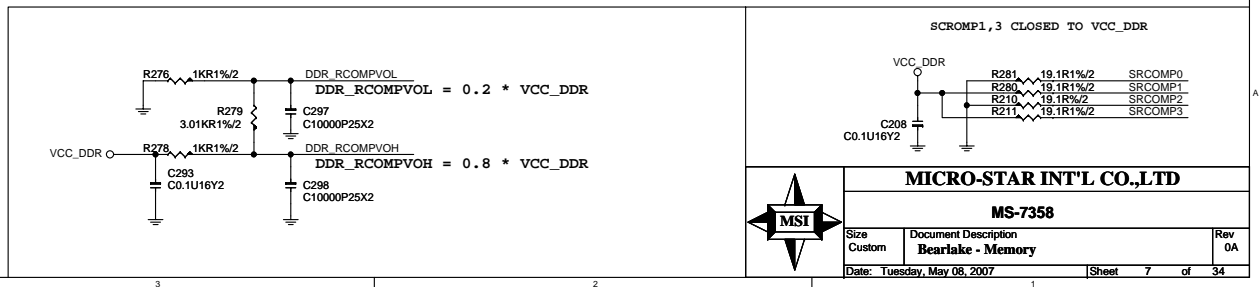 R276 1KR1%/2 DDR_RCOMPVOL
DDR_RCOMPVOL = 0.2 * VCC_DDR
R279
3.01KR1%/2
C297
C10000P25X2
VCC_DDR R278 1KR1%/2 DDR_RCOMPVOH
DDR_RCOMPVOH = 0.8 * VCC_DDR
C293
C0.1U16Y2
C298
C10000P25X2
SCROMP1,3 CLOSED TO VCC_DDR
VCC_DDR
R281 19.1R1%/2 SRCOMP0
R280 19.1R1%/2 SRCOMP1
R210 19.1R%/2 SRCOMP2
R211 19.1R1%/2 SRCOMP3
C208
C0.1U16Y2
A
MSI
MICRO-STAR INT'L CO.,LTD
MS-7358
Size
Custom
Document Description
Bearlake - Memory
Rev
0A
Date: Tuesday, May 08, 2007 Sheet 7 of 34
3 2 1